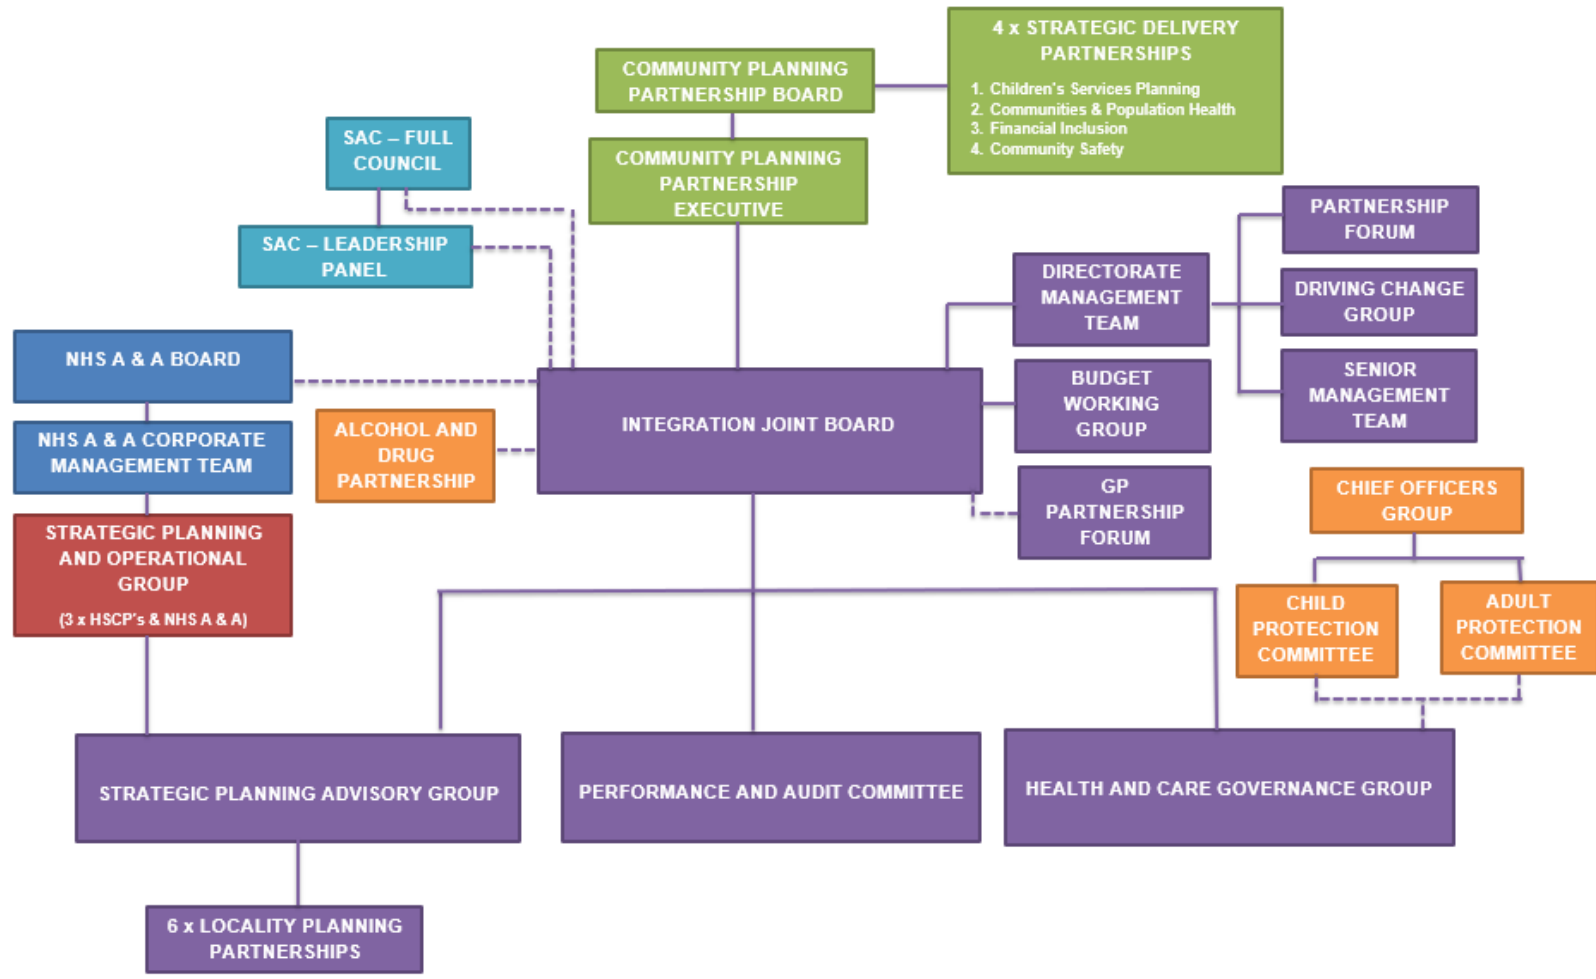 4 x STRATEGIC DELIVERY
PARTNERSHIPS
1. Children's Services Planning
2. Communities & Population Health
3. Financial Inclusion
4. Community Safety
COMMUNITY PLANNING
PARTNERSHIP BOARD
COMMUNITY PLANNING
PARTNERSHIP
EXECUTIVE
SAC – FULL
COUNCIL
SAC – LEADERSHIP
PANEL
PARTNERSHIP
FORUM
DIRECTORATE
MANAGEMENT
TEAM
DRIVING CHANGE
GROUP
SENIOR
MANAGEMENT
TEAM
NHS A & A BOARD
BUDGET
WORKING
GROUP
INTEGRATION JOINT BOARD
ALCOHOL AND
DRUG
PARTNERSHIP
NHS A & A CORPORATE
MANAGEMENT TEAM
GP
PARTNERSHIP
FORUM
CHIEF OFFICERS
GROUP
STRATEGIC PLANNING
AND OPERATIONAL
GROUP
(3 x HSCP's & NHS A & A)
CHILD
PROTECTION
COMMITTEE
ADULT
PROTECTION
COMMITTEE
STRATEGIC PLANNING ADVISORY GROUP
PERFORMANCE AND AUDIT COMMITTEE
HEALTH AND CARE GOVERNANCE GROUP
6 x LOCALITY PLANNING
PARTNERSHIPS